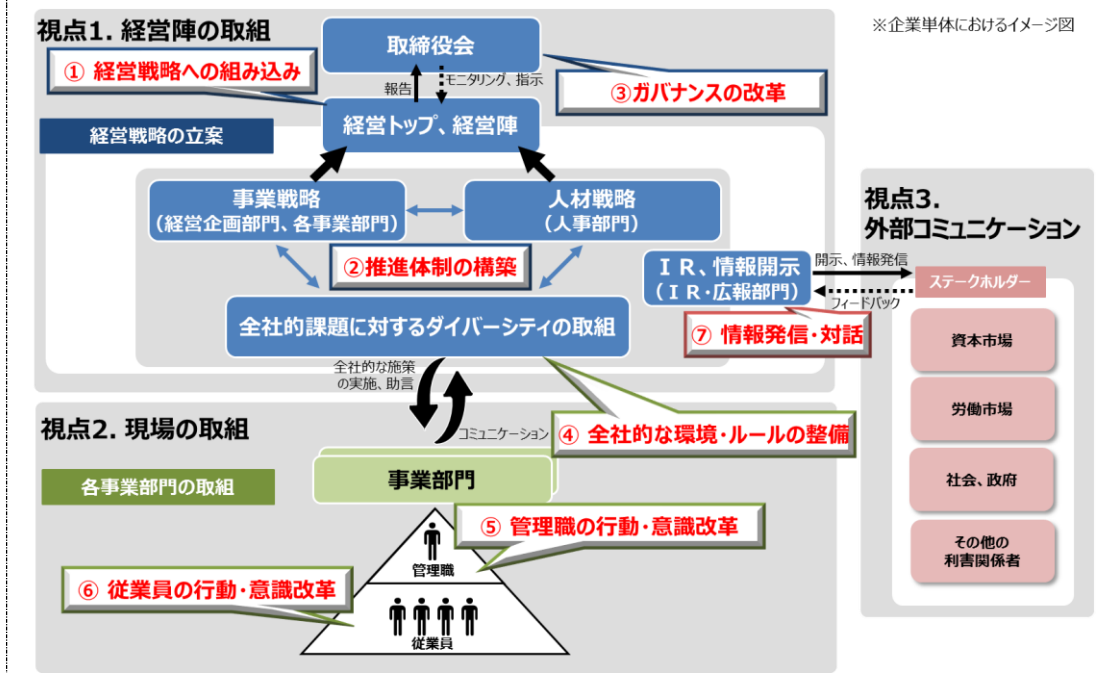 視点1. 経営陣の取組
※企業単体におけるイメージ図
取締役会
① 経営戦略への組み込み
報告
モニタリング、指示
③ガバナンスの改革
経営トップ、経営陣
経営戦略の立案
事業戦略
(経営企画部門、各事業部門)
人材戦略
(人事部門)
②推進体制の構築
全社的課題に対するダイバーシティの取組
ＩＲ、情報開示
(ＩＲ・広報部門)
⑦ 情報発信・対話
視点3.
外部コミュニケーション
開示、情報発信
フィードバック
ステークホルダー
資本市場
労働市場
社会、政府
その他の
利害関係者
全社的な施策
の実施、助言
コミュニケーション
④ 全社的な環境・ルールの整備
視点2. 現場の取組
各事業部門の取組
事業部門
⑤ 管理職の行動・意識改革
管理職
⑥ 従業員の行動・意識改革
従業員